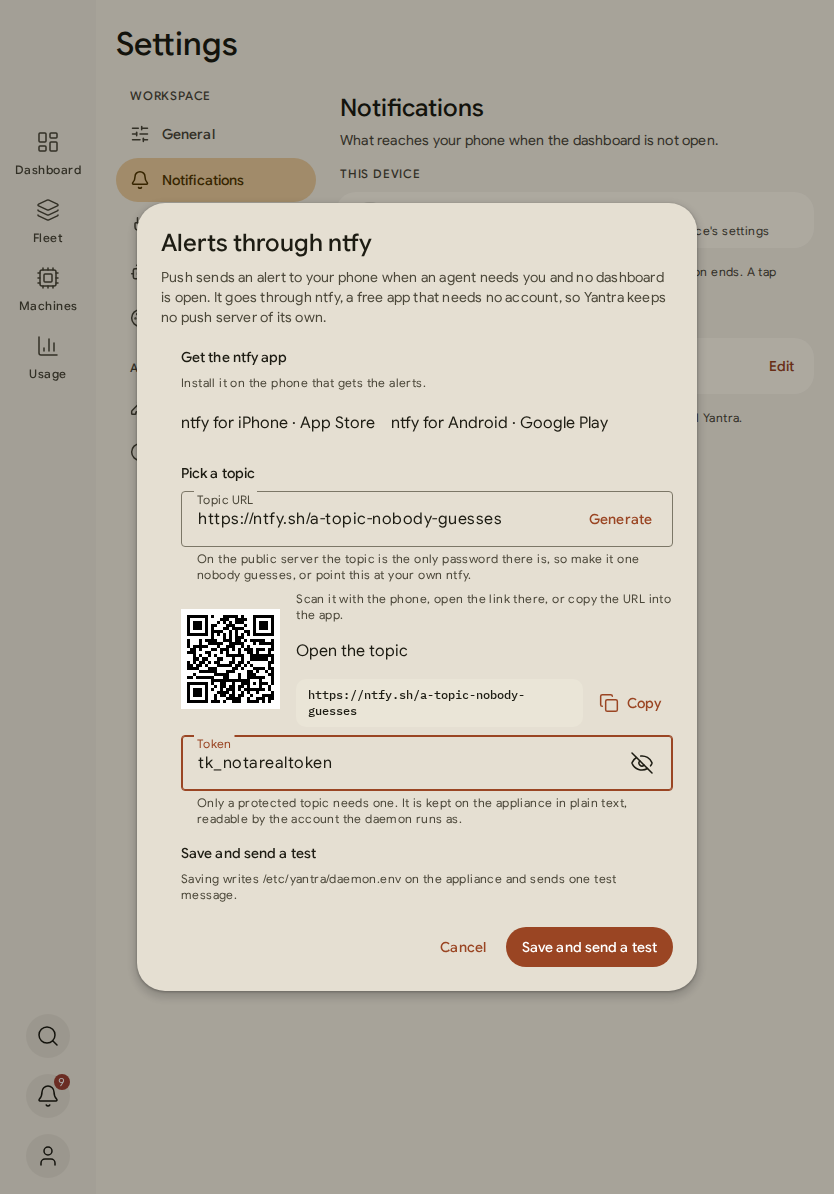 Settings
WORKSPACE
General
Notifications
Dashboard
Fleet
Machines
Usage
9
Notifications
What reaches your phone when the dashboard is not open.
THIS DEVICE
ce's settings
on ends. A tap
Edit
Yantra.
Alerts through ntfy
Push sends an alert to your phone when an agent needs you and no dashboard
is open. It goes through ntfy, a free app that needs no account, so Yantra keeps
no push server of its own.
Get the ntfy app
Install it on the phone that gets the alerts.
ntfy for iPhone · App Store ntfy for Android · Google Play
Pick a topic
Topic URL
https://ntfy.sh/a-topic-nobody-guesses
Generate
On the public server the topic is the only password there is, so make it one
nobody guesses, or point this at your own ntfy.
Scan it with the phone, open the link there, or copy the URL into
the app.
Open the topic
https://ntfy.sh/a-topic-nobody-
guesses
Copy
Token
tk_notarealtoken
Only a protected topic needs one. It is kept on the appliance in plain text,
readable by the account the daemon runs as.
Save and send a test
Saving writes /etc/yantra/daemon.env on the appliance and sends one test
message.
Cancel
Save and send a test